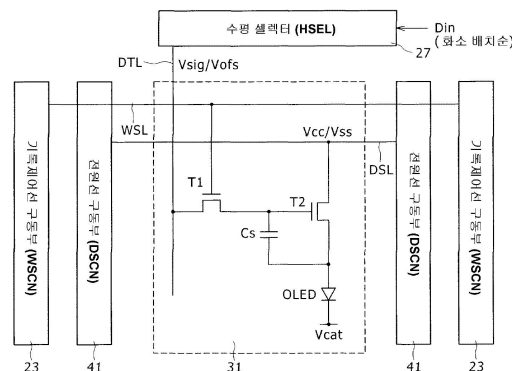 수평 셀렉터 (HSEL)
Din
(화소 배치순)
27
DTL
Vsig/Vofs
WSL
Vcc/Vss
DSL
T1
T2
Cs
OLED
Vcat
기록제어선 구동부 (WSCN)
전원선 구동부 (DSCN)
전원선 구동부 (DSCN)
기록제어선 구동부 (WSCN)
23
41
31
41
23